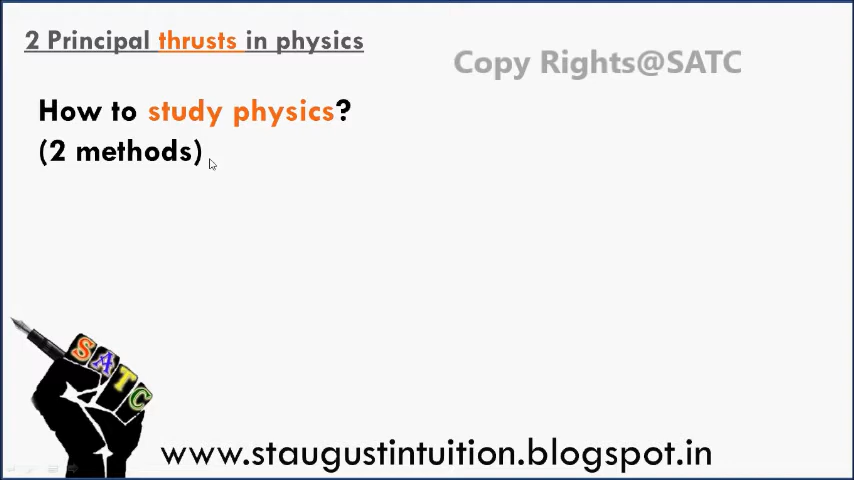 2 Principal thrusts in physics
Copy Rights@SATC
How to study physics?
(2 methods)
SATC
www.staugustintuition.blogspot.in